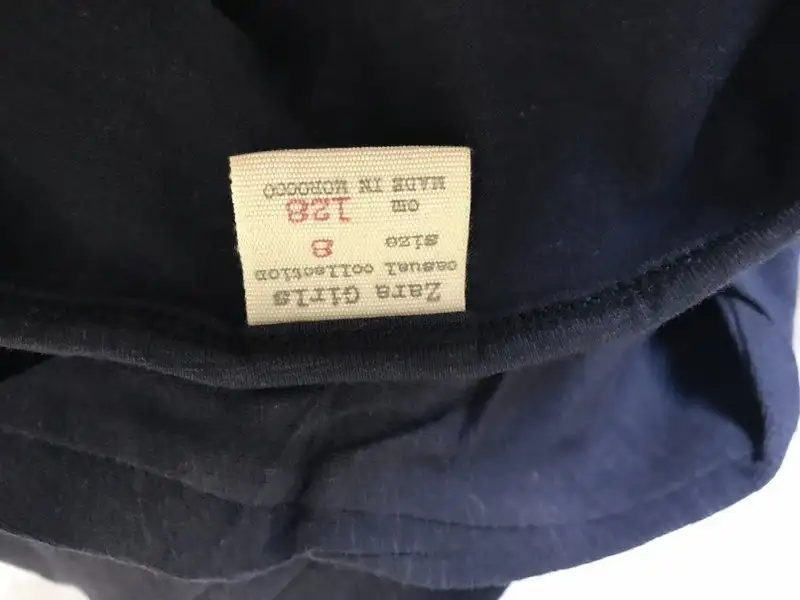 Zara Girls
casual collection
size 8
cm 128
MADE IN MOROCCO